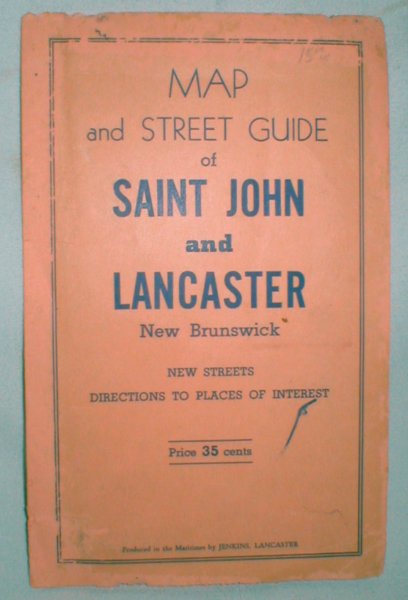 MAP
and STREET GUIDE
of
SAINT JOHN
and
LANCASTER
New Brunswick
NEW STREETS
DIRECTIONS TO PLACES OF INTEREST
Price 35 cents
Produced in the Maritimes by JENKINS, LANCASTER